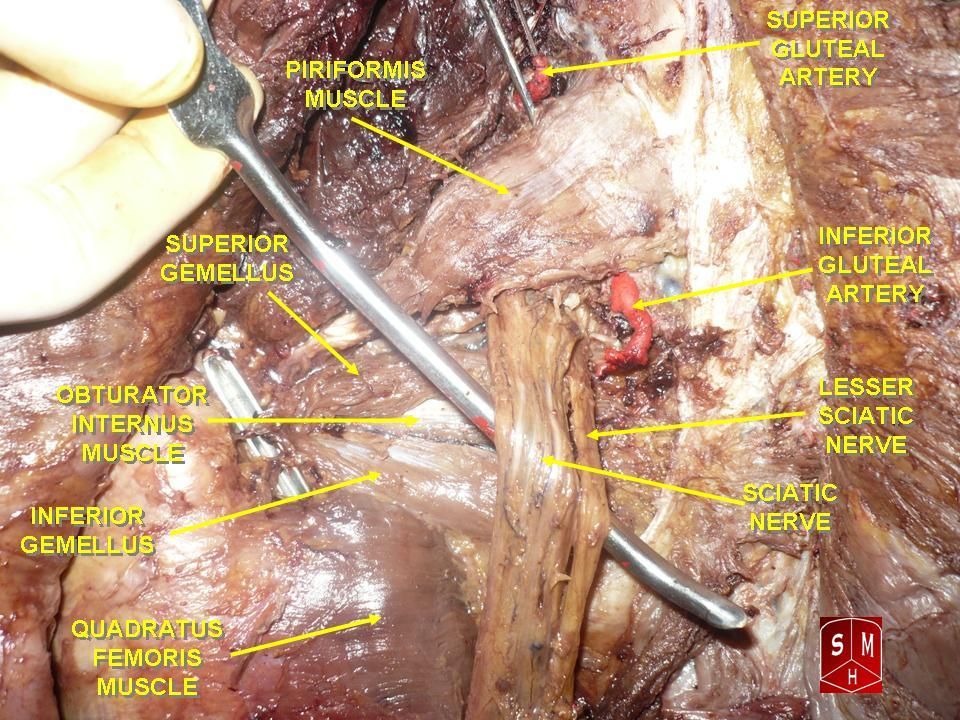 SUPERIOR
GLUTEAL
ARTERY
PIRIFORMIS
MUSCLE
SUPERIOR
GEMELLUS
INFERIOR
GLUTEAL
ARTERY
OBTURATOR
INTERNUS
MUSCLE
LESSER
SCIATIC
NERVE
SCIATIC
NERVE
INFERIOR
GEMELLUS
QUADRATUS
FEMORIS
MUSCLE
S M
H